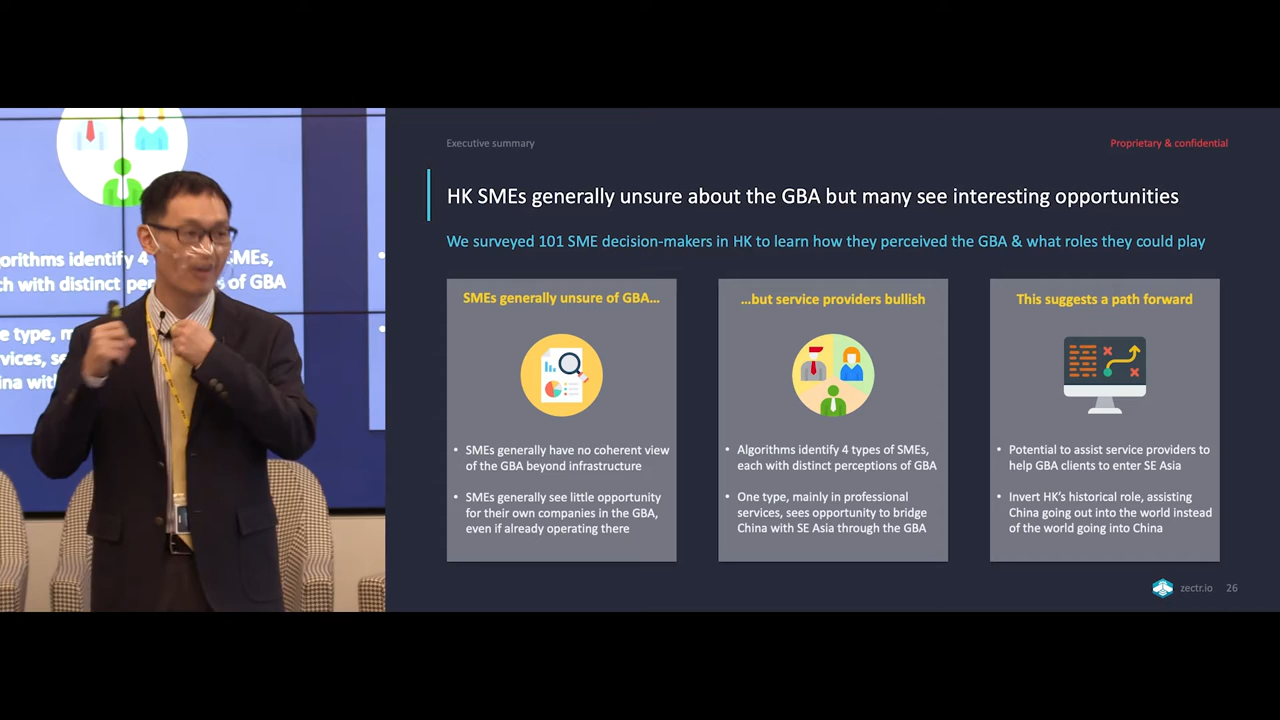 orithms identify 4
SMEs,
ch with distinct perc
s of GBA
e type, m
rvices, se
ina with
Executive summary
Proprietary & confidential
HK SMEs generally unsure about the GBA but many see interesting opportunities
We surveyed 101 SME decision-makers in HK to learn how they perceived the GBA & what roles they could play
SMEs generally unsure of GBA...
• SMEs generally have no coherent view
of the GBA beyond infrastructure
• SMEs generally see little opportunity
for their own companies in the GBA,
even if already operating there
...but service providers bullish
• Algorithms identify 4 types of SMEs,
each with distinct perceptions of GBA
• One type, mainly in professional
services, sees opportunity to bridge
China with SE Asia through the GBA
This suggests a path forward
• Potential to assist service providers to
help GBA clients to enter SE Asia
• Invert HK's historical role, assisting
China going out into the world instead
of the world going into China
zectr.io 26